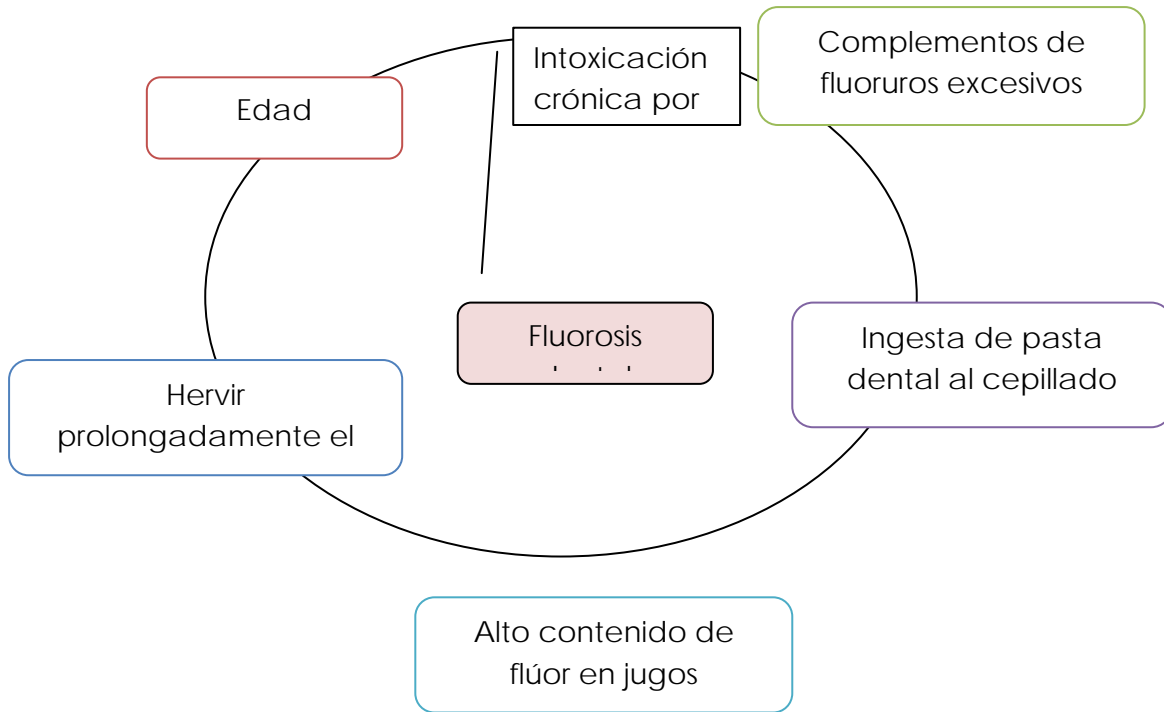 Intoxicación
crónica por
Complementos de
fluoruros excesivos
Edad
Ingesta de pasta
dental al cepillado
Fluorosis
Hervir
prolongadamente el
Alto contenido de
flúor en jugos